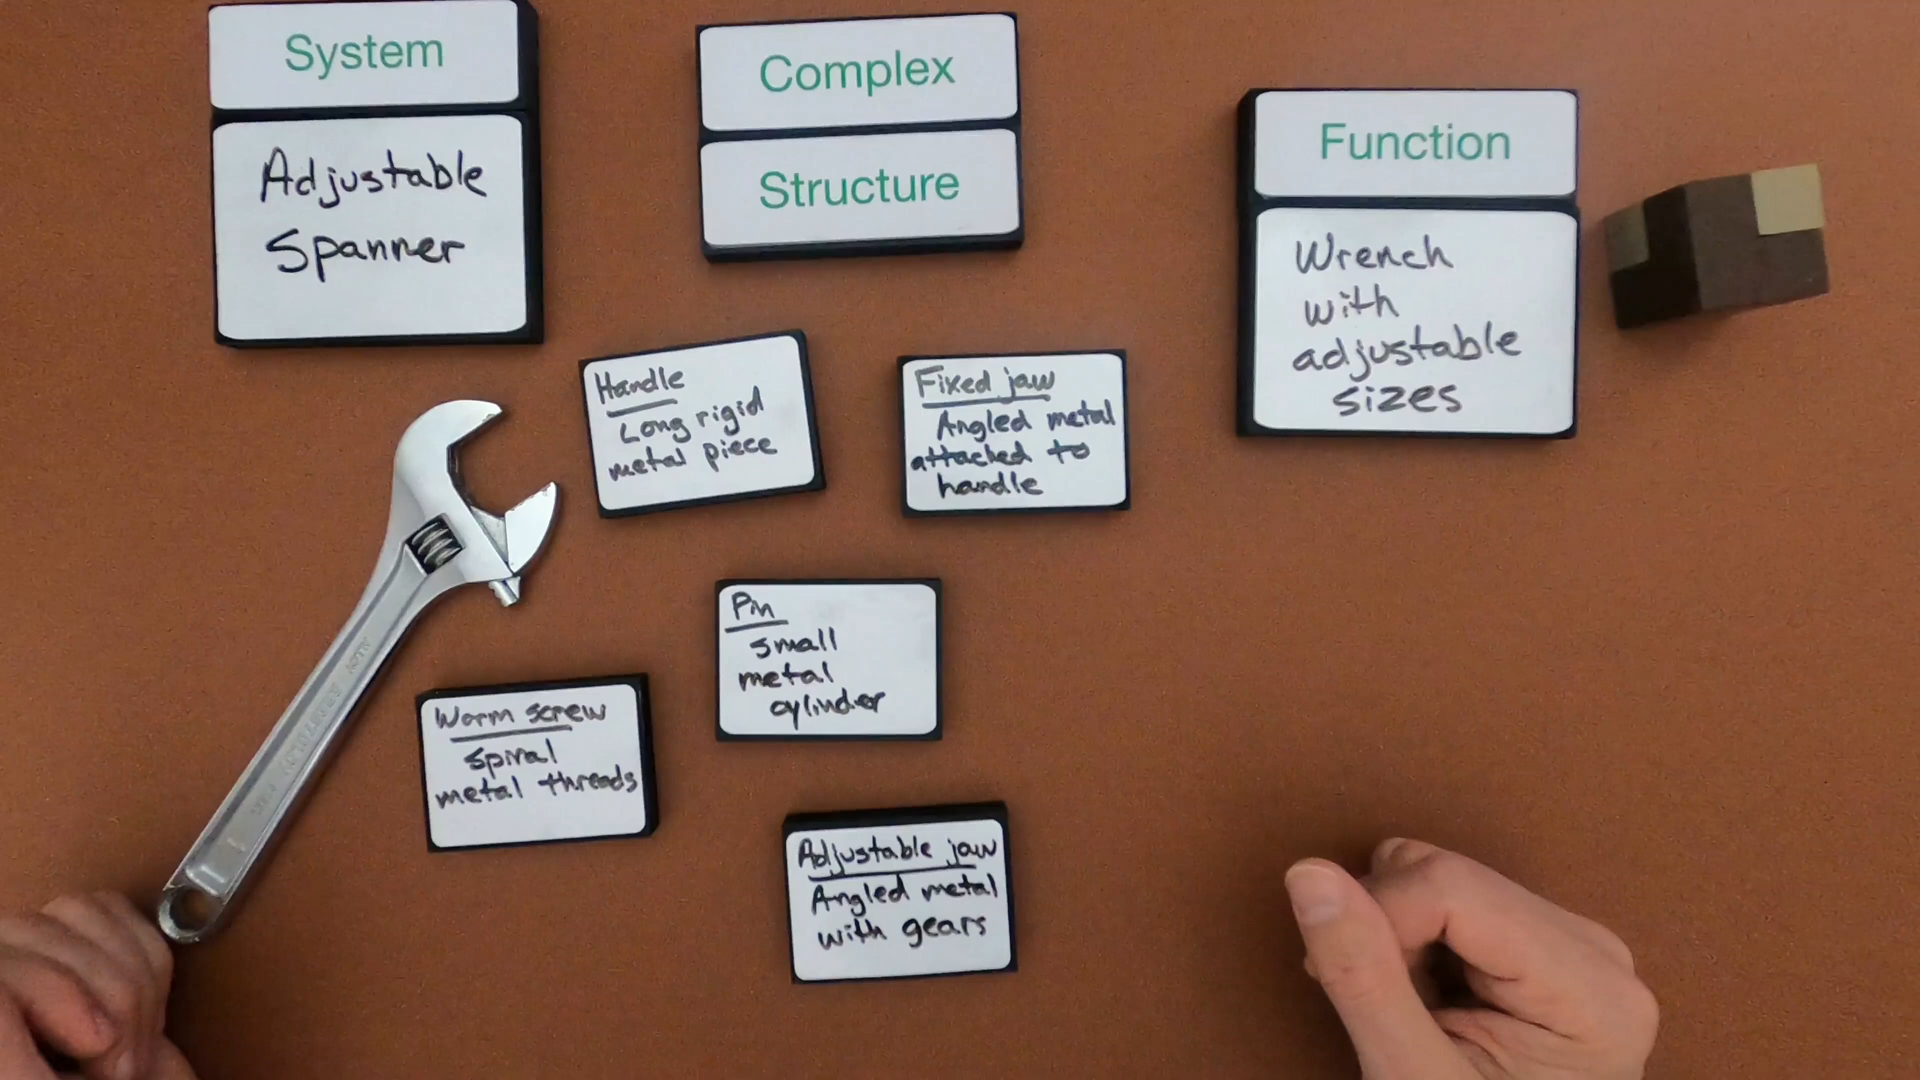 System
Adjustable
Spanner
Complex
Structure
Function
Wrench
with
adjustable
sizes
Handle
Long rigid
metal piece
Fixed jaw
Angled metal
attached to
handle
Pin
small
metal
cylinder
Worm screw
spiral
metal threads
Adjustable jaw
Angled metal
with gears